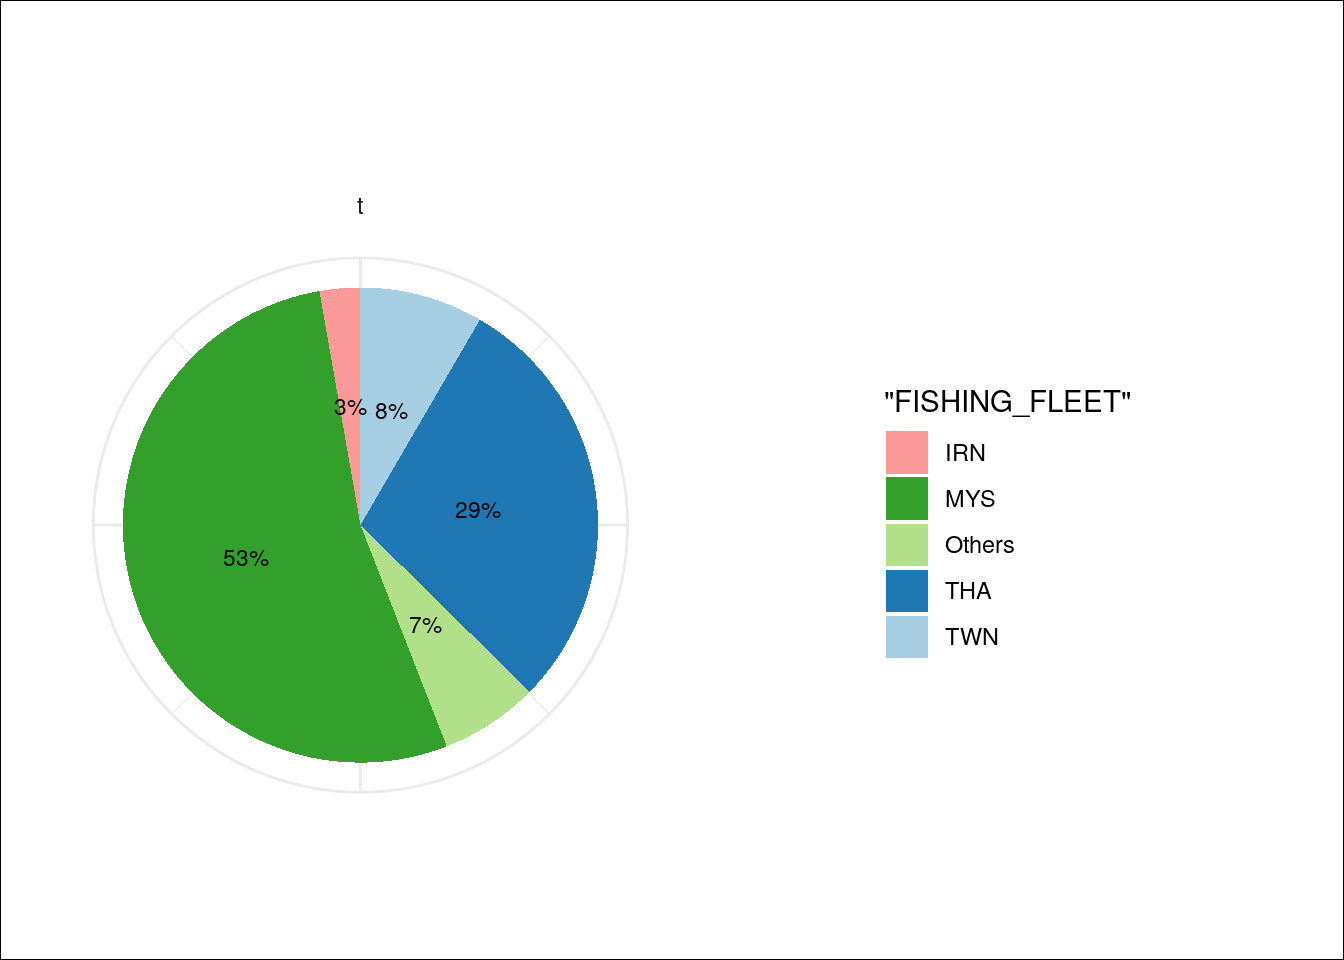 t
3%
8%
29%
53%
7%
"FISHING_FLEET"
IRN
MYS
Others
THA
TWN